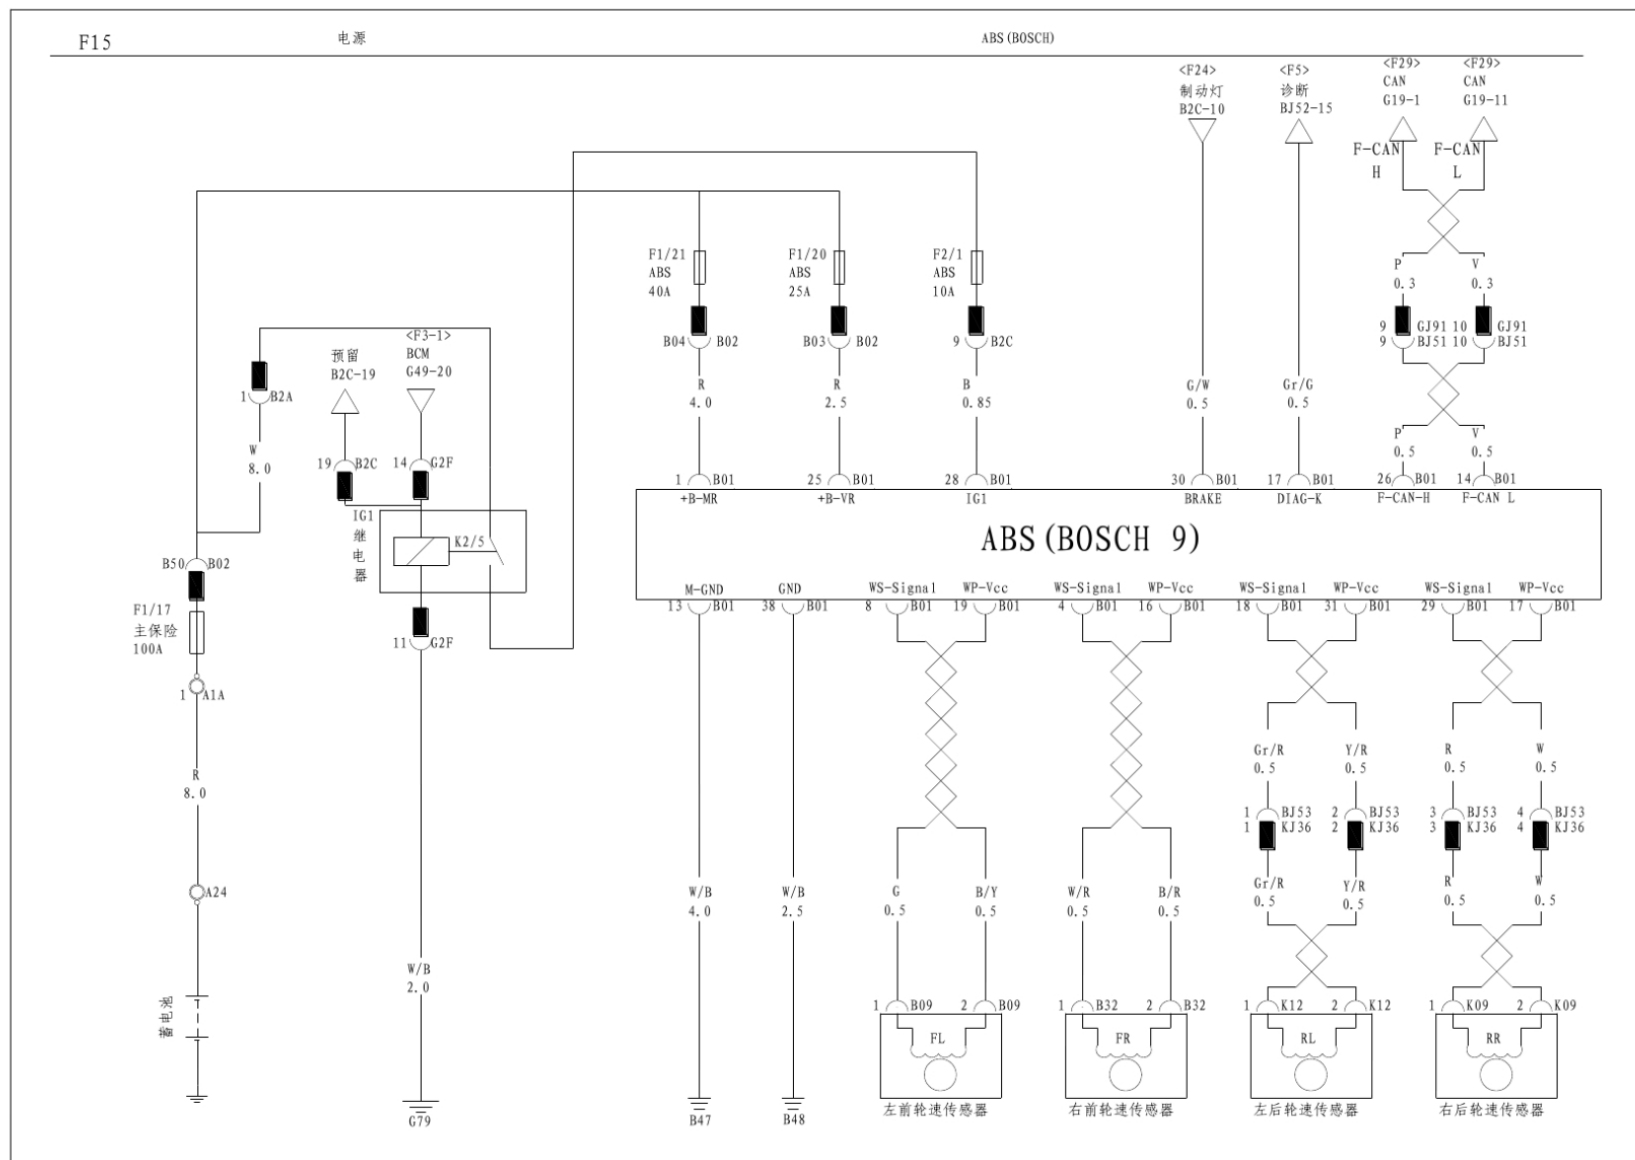 F15
电源
ABS(BOSCH)
<F24>
制动灯
B2C-10
<F5>
诊断
BJ52-15
<F29>
CAN
G19-1
<F29>
CAN
G19-11
F-CAN
H
F-CAN
L
F1/21
ABS
40A
F1/20
ABS
25A
F2/1
ABS
10A
P
0.3
V
0.3
9 GJ91
9 BJ51
10 GJ91
10 BJ51
B04 B02
B03 B02
9 B2C
预留
B2C-19
<F3-1>
BCM
G49-20
1 B2A
R
4.0
R
2.5
B
0.85
G/W
0.5
Gr/G
0.5
W
8.0
P
0.5
V
0.5
19 B2C
14 G2F
1 B01
25 B01
28 B01
30 B01
17 B01
26 B01
14 B01
+B-MR
+B-VR
IG1
BRAKE
DIAG-K
F-CAN-H
F-CAN L
IG1
继
电
器
K2/5
ABS(BOSCH 9)
B50 B02
F1/17
主保险
100A
11 G2F
M-GND
GND
WS-Signal
WP-Vcc
WS-Signal
WP-Vcc
WS-Signal
WP-Vcc
WS-Signal
WP-Vcc
13 B01
38 B01
8 B01
19 B01
4 B01
16 B01
18 B01
31 B01
29 B01
17 B01
1 A1A
R
8.0
Gr/R
0.5
Y/R
0.5
R
0.5
W
0.5
1 BJ53
1 KJ36
2 BJ53
2 KJ36
3 BJ53
3 KJ36
4 BJ53
4 KJ36
A24
W/B
4.0
W/B
2.5
G
0.5
B/Y
0.5
W/R
0.5
B/R
0.5
Gr/R
0.5
Y/R
0.5
R
0.5
W
0.5
W/B
2.0
蓄电池
1 B09
2 B09
1 B32
2 B32
1 K12
2 K12
1 K09
2 K09
FL
FR
RL
RR
左前轮速传感器
右前轮速传感器
左后轮速传感器
右后轮速传感器
G79
B47
B48